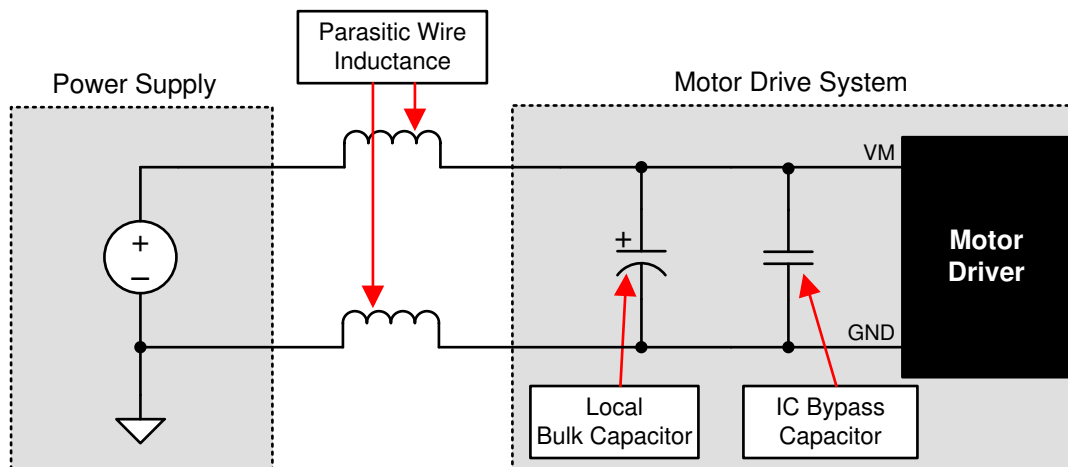 Parasitic Wire
Inductance
Power Supply
Motor Drive System
VM
+
−
+
Motor
Driver
GND
Local
Bulk Capacitor
IC Bypass
Capacitor